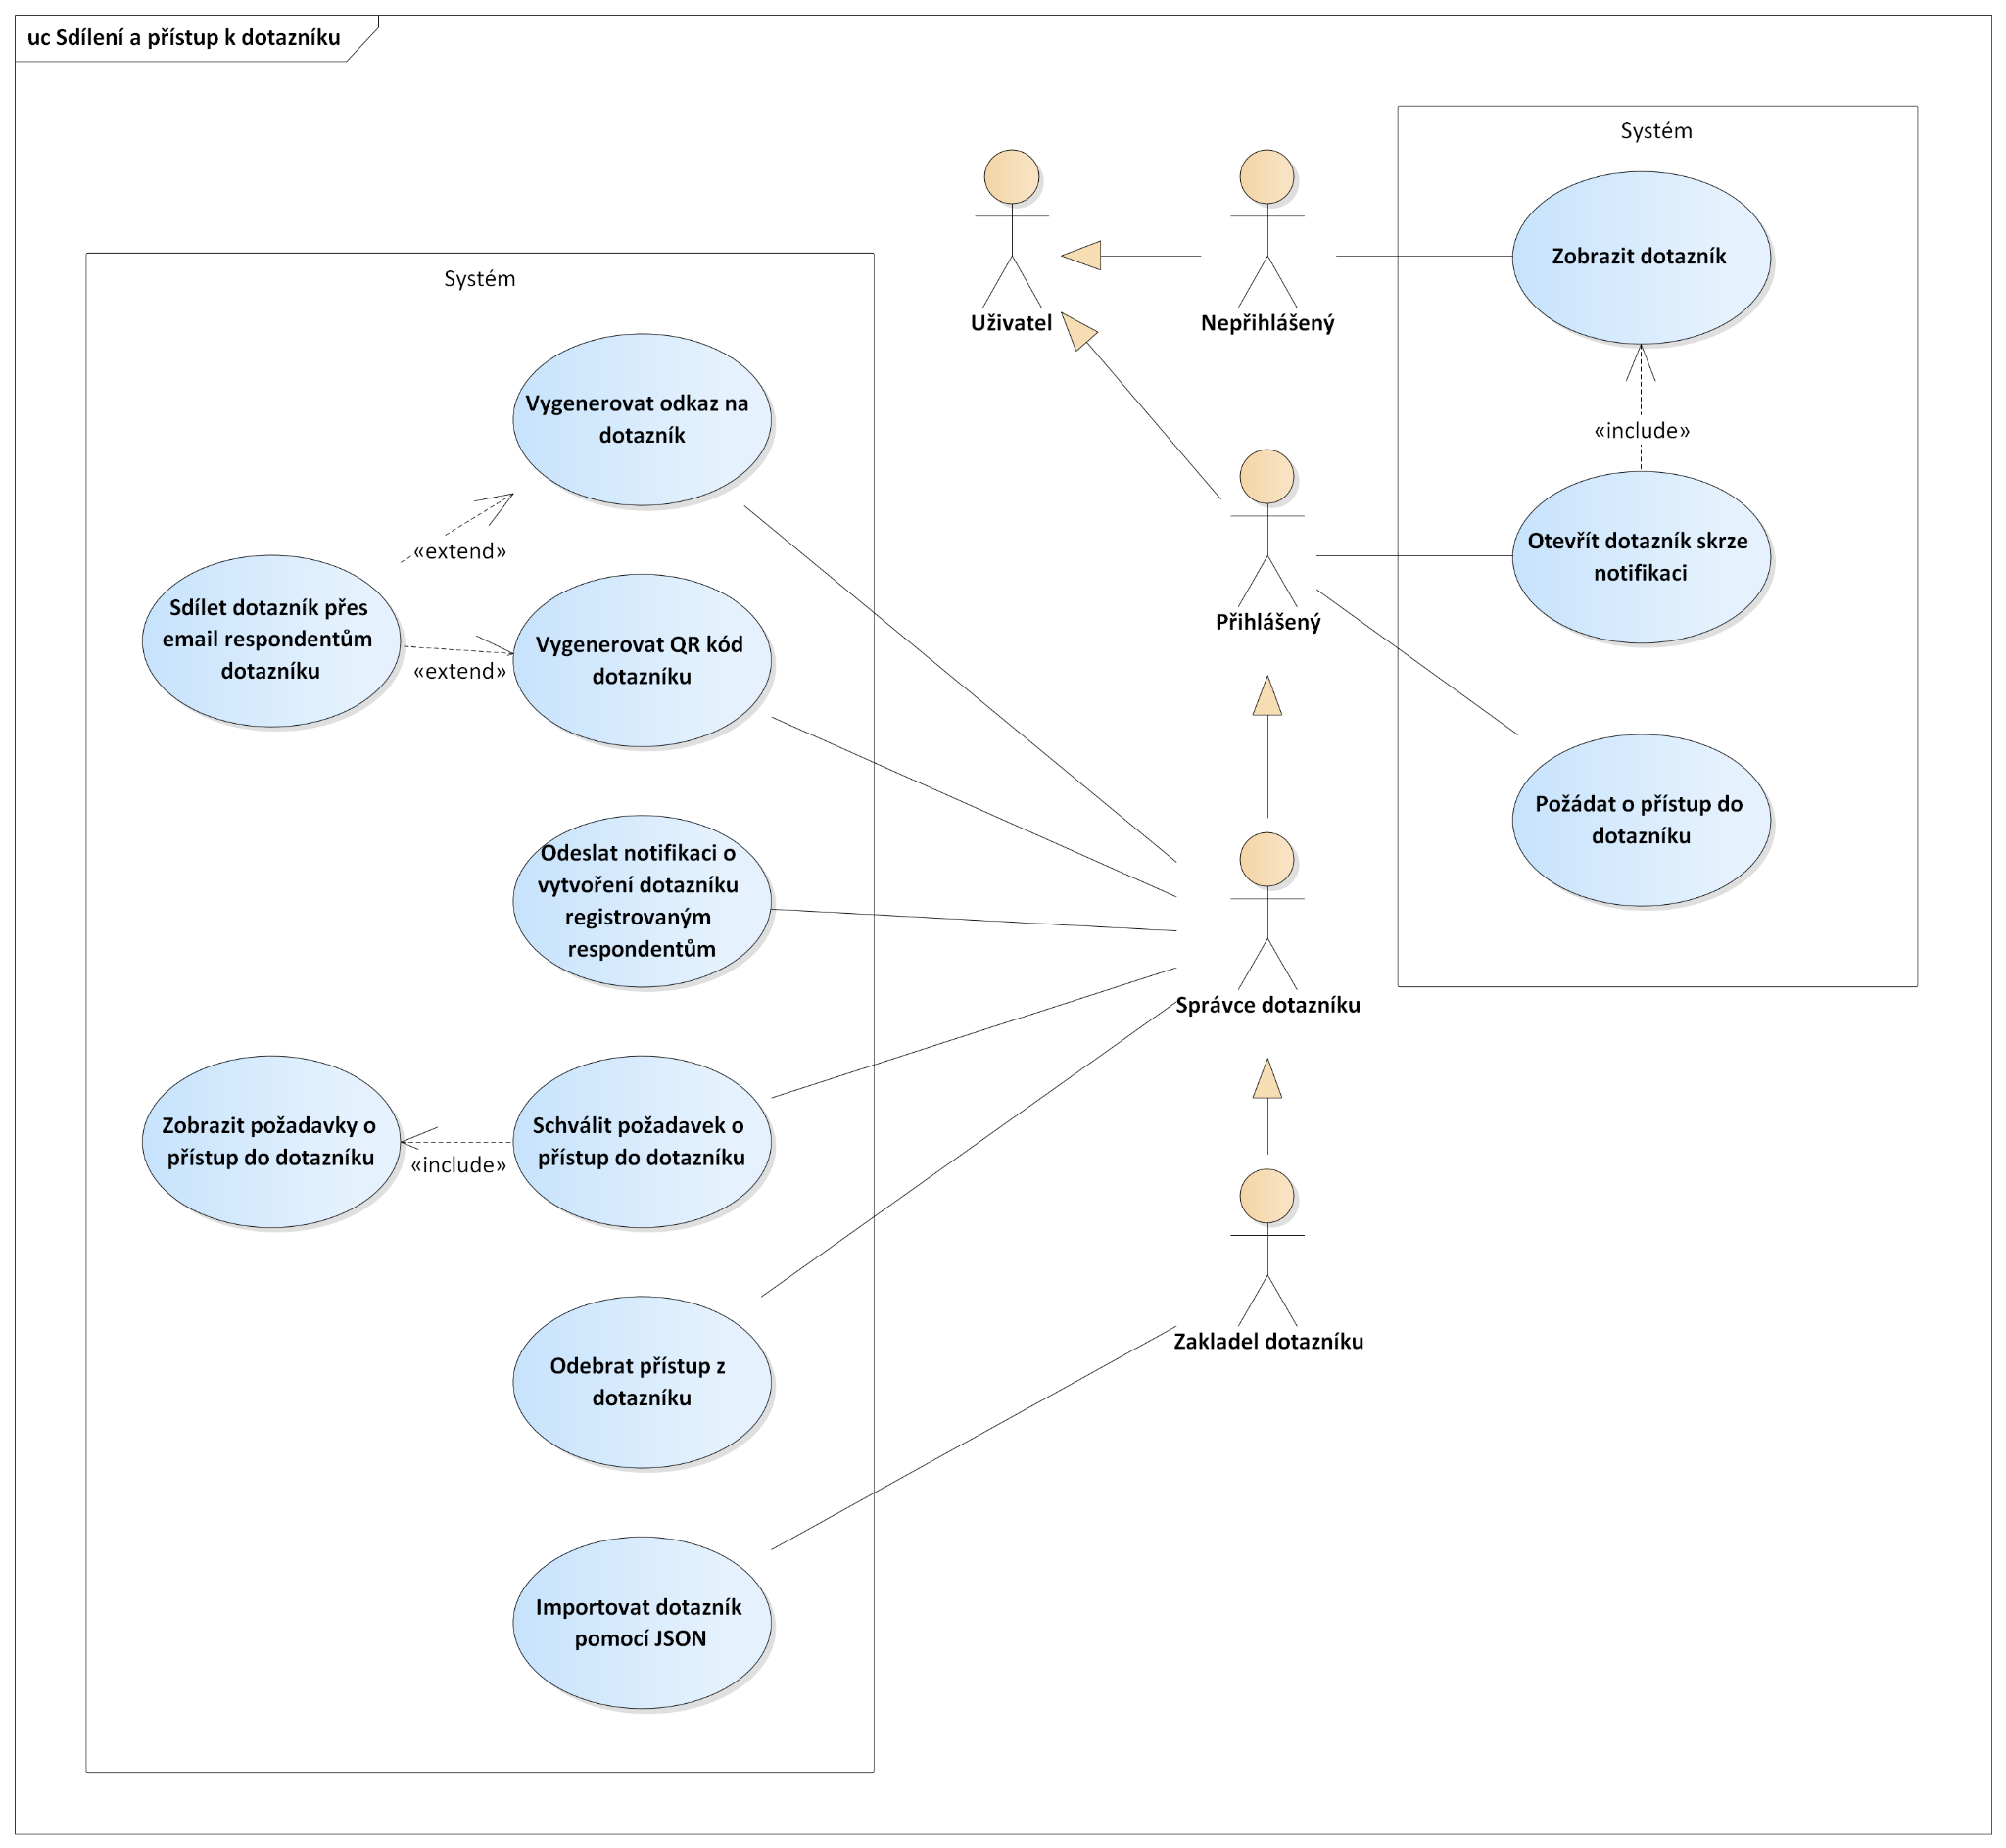 uc Sdílení a přístup k dotazníku
Systém
Zobrazit dotazník
«include»
Otevřít dotazník skrze
notifikaci
Požádat o přístup do
dotazníku
Uživatel
Nepřihlášený
Přihlášený
Správce dotazníku
Zakladel dotazníku
Systém
Vygenerovat odkaz na
dotazník
«extend»
Sdílet dotazník přes
email respondentům
dotazníku
«extend»
Vygenerovat QR kód
dotazníku
Odeslat notifikaci o
vytvoření dotazníku
registrovaným
respondentům
Zobrazit požadavky o
přístup do dotazníku
«include»
Schválit požadavek o
přístup do dotazníku
Odebrat přístup z
dotazníku
Importovat dotazník
pomocí JSON